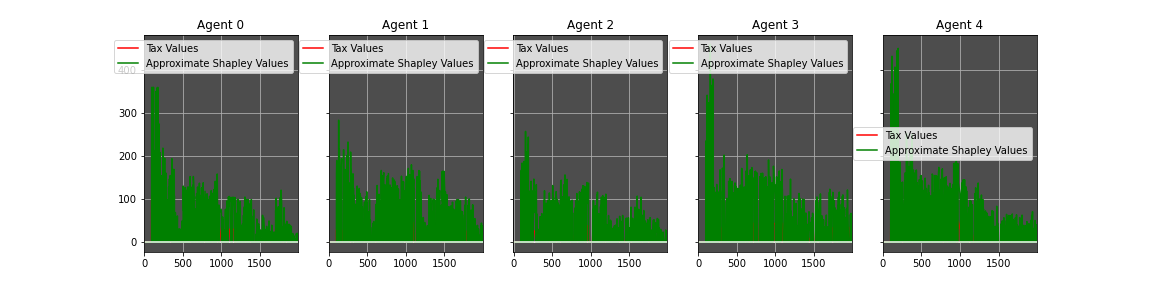 Agent 0
Agent 1
Agent 2
Agent 3
Agent 4
Tax Values
Approximate Shapley Values
Tax Values
Approximate Shapley Values
Tax Values
Approximate Shapley Values
Tax Values
Approximate Shapley Values
Tax Values
Approximate Shapley Values
400
300
200
100
0
0 500 1000 1500
0 500 1000 1500
0 500 1000 1500
0 500 1000 1500
0 500 1000 1500